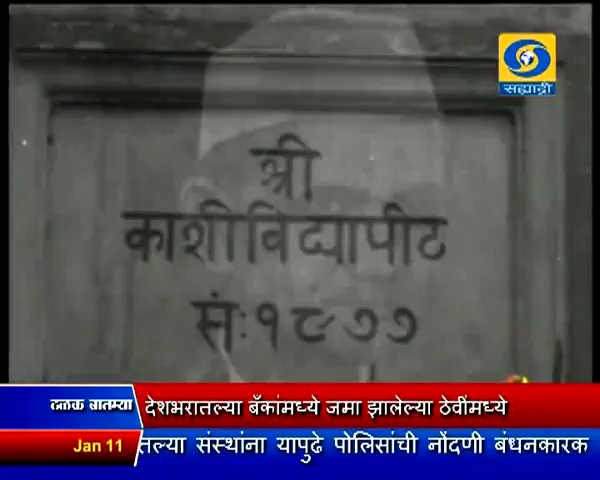 सह्याद्री
श्री
काशीविद्यापीठ
सं: १८७७
ठळक बातम्या
देशभरातल्या बँकांमध्ये जमा झालेल्या ठेवींमध्ये
Jan 11
तल्या संस्थांना यापुढे पोलिसांची नोंदणी बंधनकारक